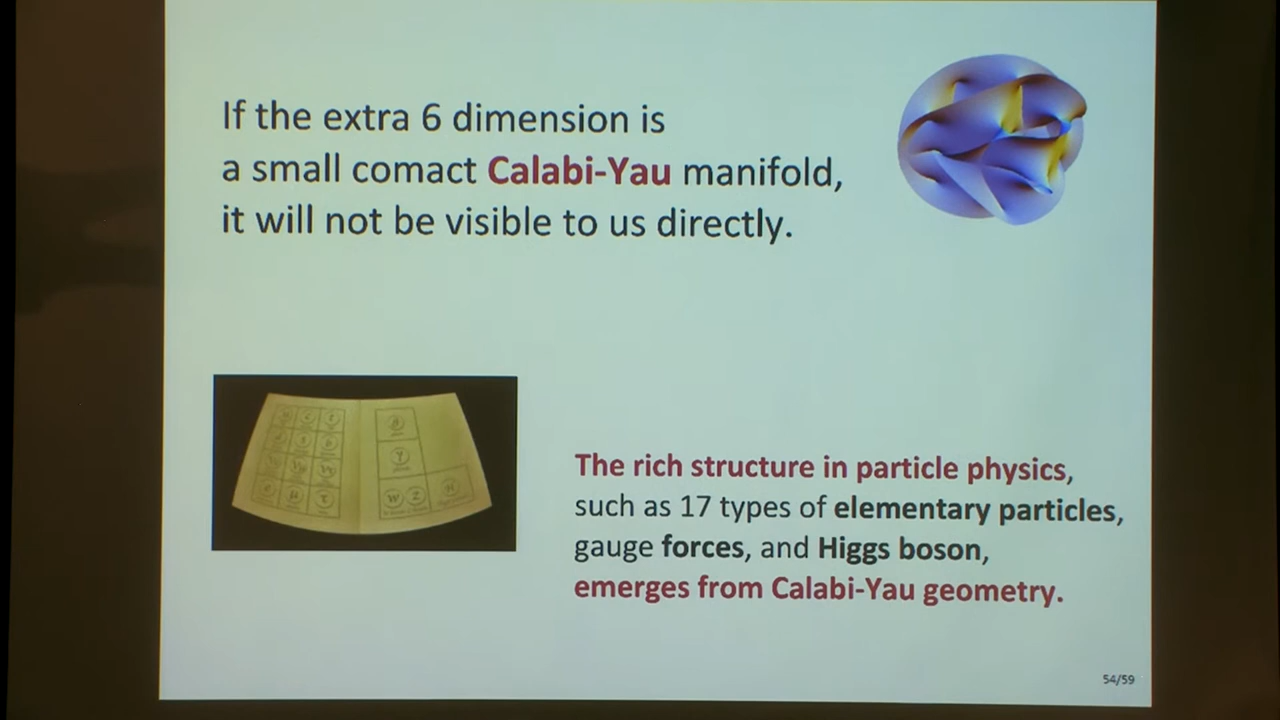 If the extra 6 dimension is
a small comact Calabi-Yau manifold,
it will not be visible to us directly.
γ
μ τ
W Z
The rich structure in particle physics,
such as 17 types of elementary particles,
gauge forces, and Higgs boson,
emerges from Calabi-Yau geometry.
54/59